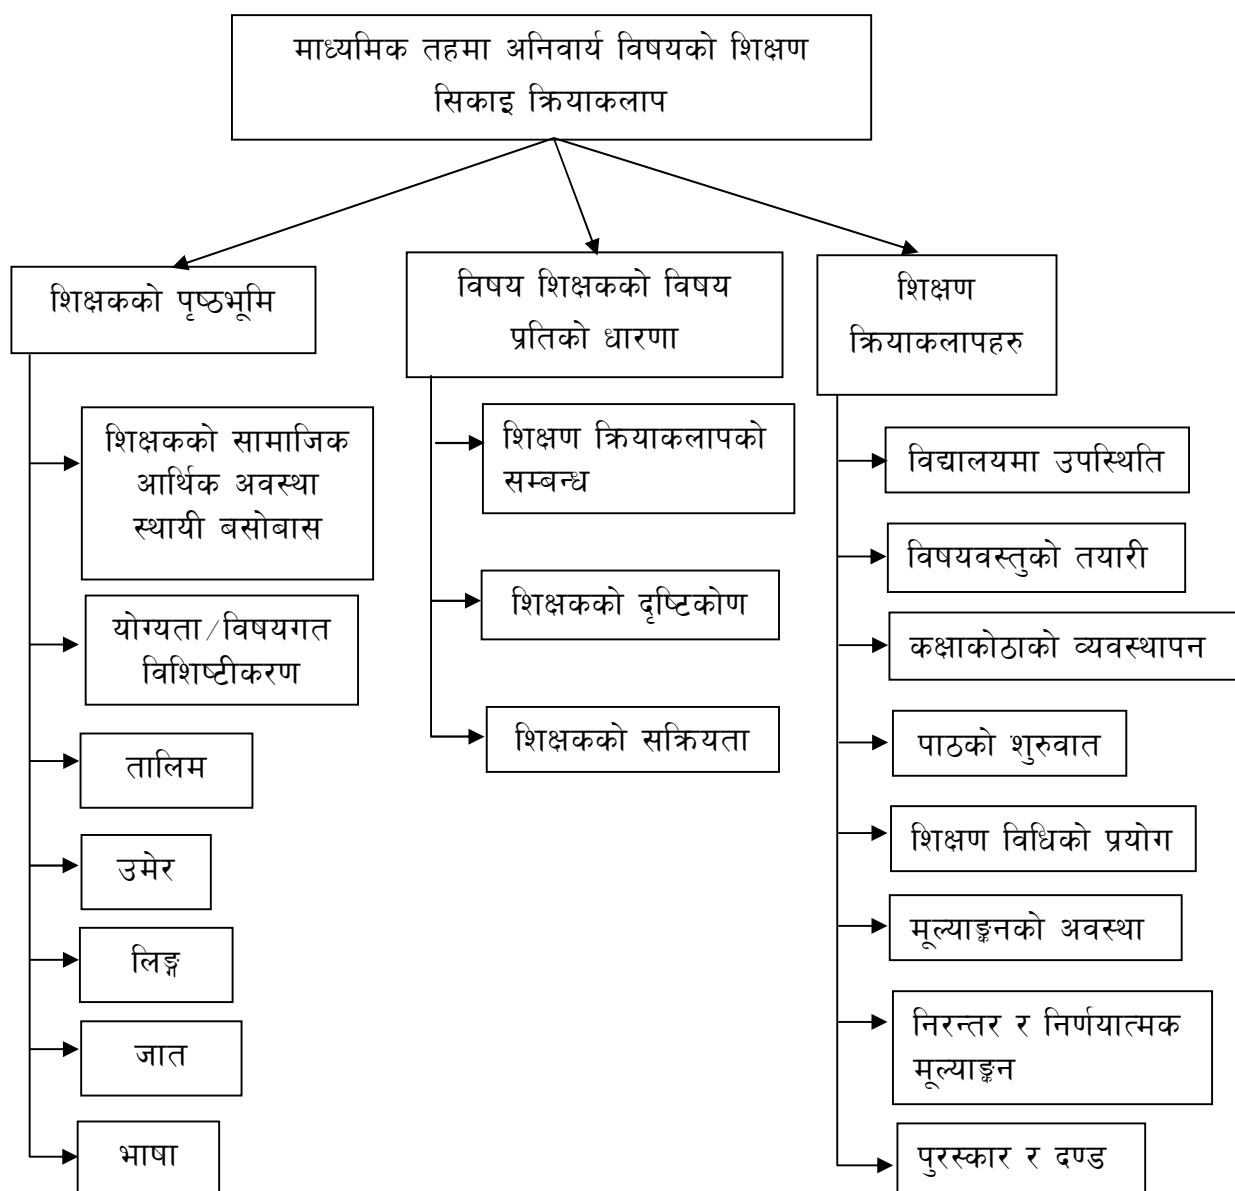 माध्यमिक तहमा अनिवार्य विषयको शिक्षण
सिकाइ क्रियाकलाप
शिक्षकको पृष्ठभूमि
शिक्षकको सामाजिक
आर्थिक अवस्था
स्थायी बसोबास
योग्यता/विषयगत
विशिष्टीकरण
तालिम
उमेर
लिङ्ग
जात
भाषा
विषय शिक्षकको विषय
प्रतिको धारणा
शिक्षण क्रियाकलापको
सम्बन्ध
शिक्षकको दृष्टिकोण
शिक्षकको सक्रियता
शिक्षण
क्रियाकलापहरु
विद्यालयमा उपस्थिति
विषयवस्तुको तयारी
कक्षाकोठाको व्यवस्थापन
पाठको शुरुवात
शिक्षण विधिको प्रयोग
मूल्याङ्कनको अवस्था
निरन्तर र निर्णयात्मक
मूल्याङ्कन
पुरस्कार र दण्ड